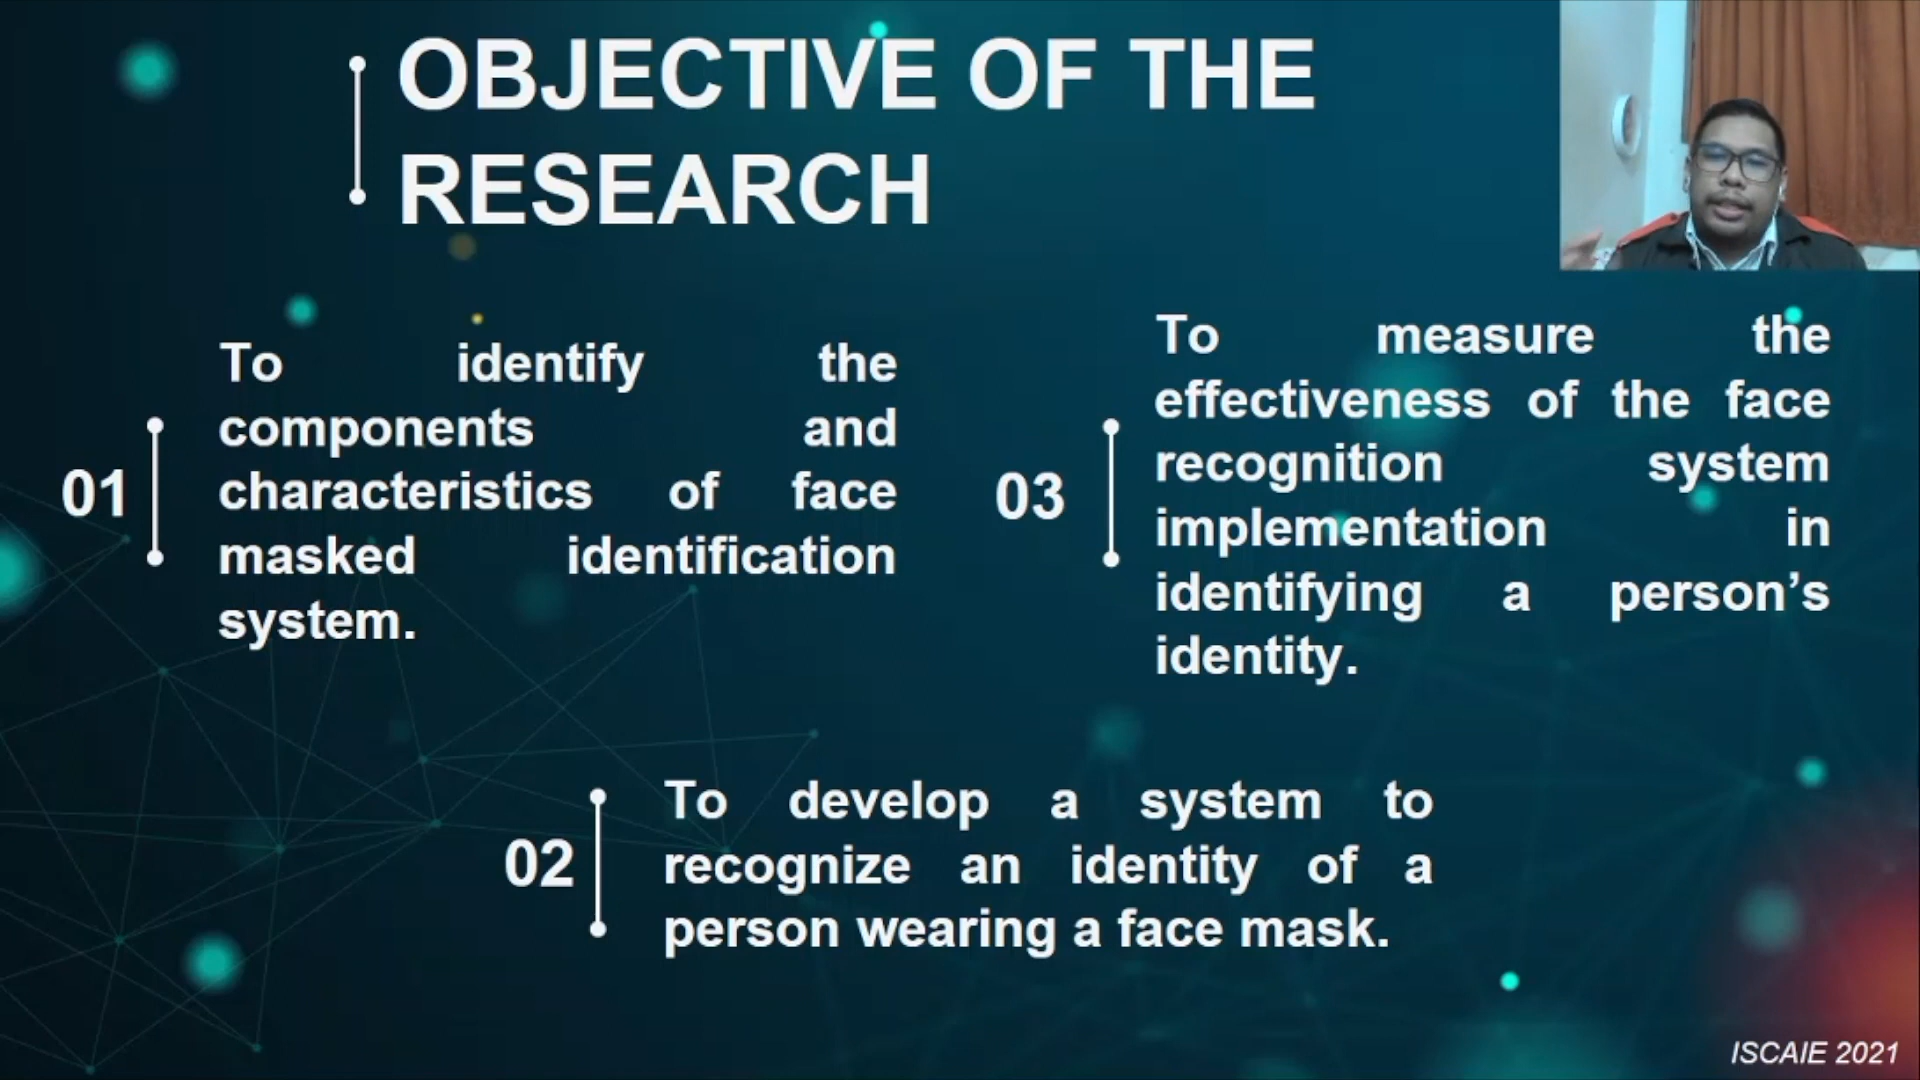 OBJECTIVE OF THE
RESEARCH
01
To identify the
components and
characteristics of face
masked identification
system.
03
To measure the
effectiveness of the face
recognition system
implementation in
identifying a person’s
identity.
02
To develop a system to
recognize an identity of a
person wearing a face mask.
ISCAIE 2021